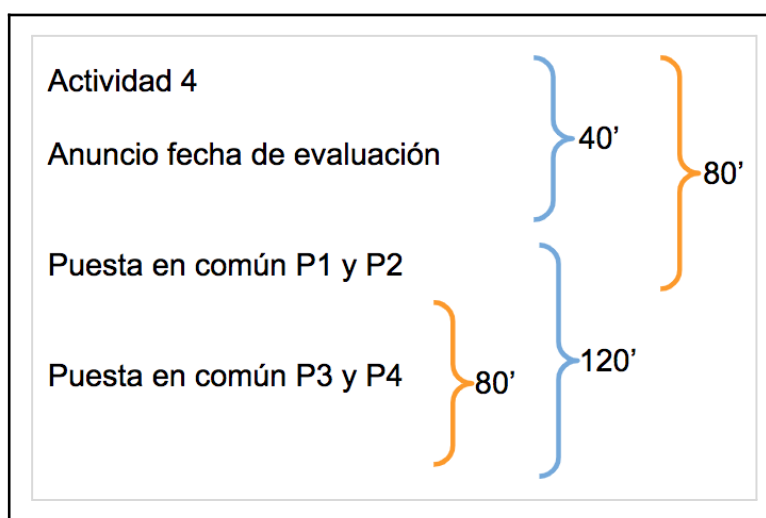 Actividad 4
Anuncio fecha de evaluación
40’
80’
Puesta en común P1 y P2
Puesta en común P3 y P4
80’
120’